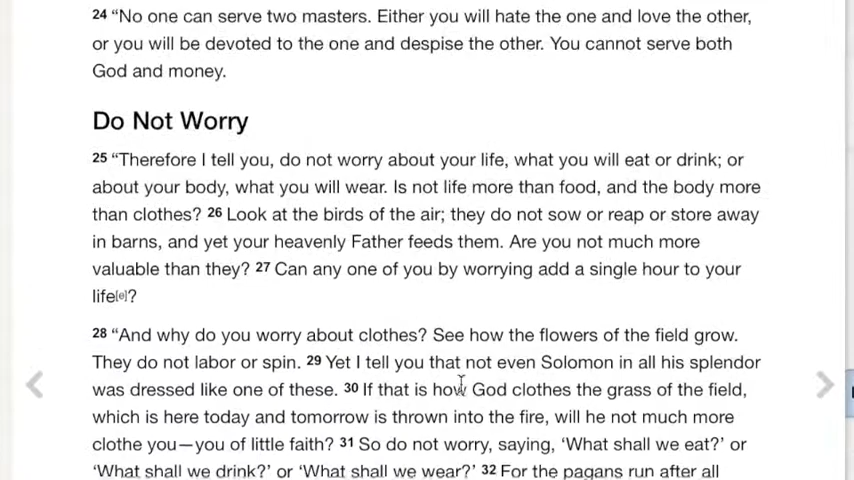 24 “No one can serve two masters. Either you will hate the one and love the other,
or you will be devoted to the one and despise the other. You cannot serve both
God and money.
Do Not Worry
25 “Therefore I tell you, do not worry about your life, what you will eat or drink; or
about your body, what you will wear. Is not life more than food, and the body more
than clothes? 26 Look at the birds of the air; they do not sow or reap or store away
in barns, and yet your heavenly Father feeds them. Are you not much more
valuable than they? 27 Can any one of you by worrying add a single hour to your
life[e]?
28 “And why do you worry about clothes? See how the flowers of the field grow.
They do not labor or spin. 29 Yet I tell you that not even Solomon in all his splendor
was dressed like one of these. 30 If that is how God clothes the grass of the field,
which is here today and tomorrow is thrown into the fire, will he not much more
clothe you—you of little faith? 31 So do not worry, saying, ‘What shall we eat?’ or
‘What shall we drink?’ or ‘What shall we wear?’ 32 For the pagans run after all